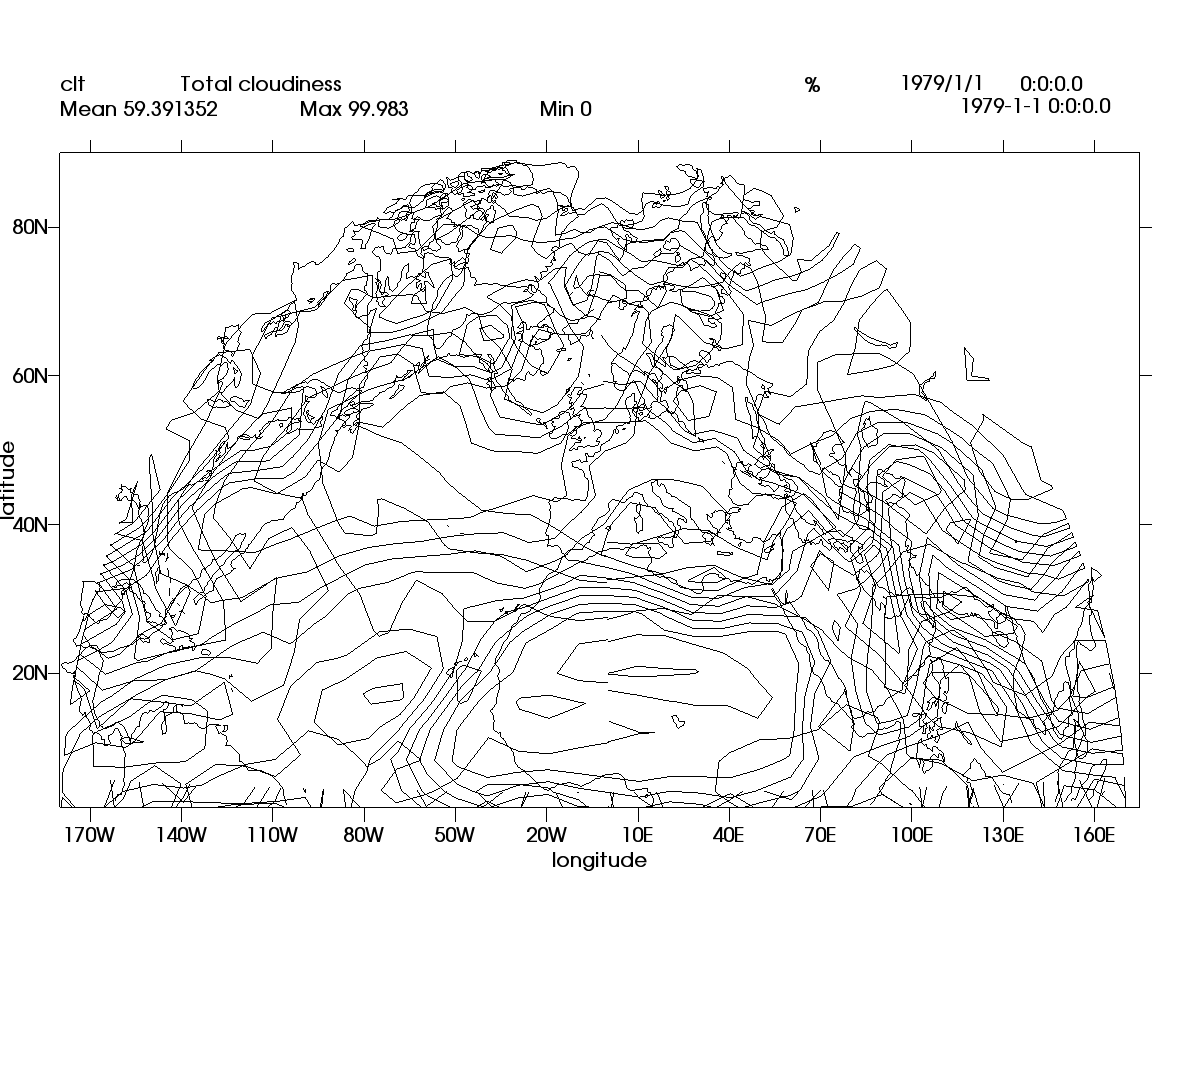 clt Total cloudiness % 1979/1/1 0:0:0.0
Mean 59.391352 Max 99.983 Min 0 1979-1-1 0:0:0.0
80N
60N
40N
20N
latitude
170W 140W 110W 80W 50W 20W 10E 40E 70E 100E 130E 160E
longitude